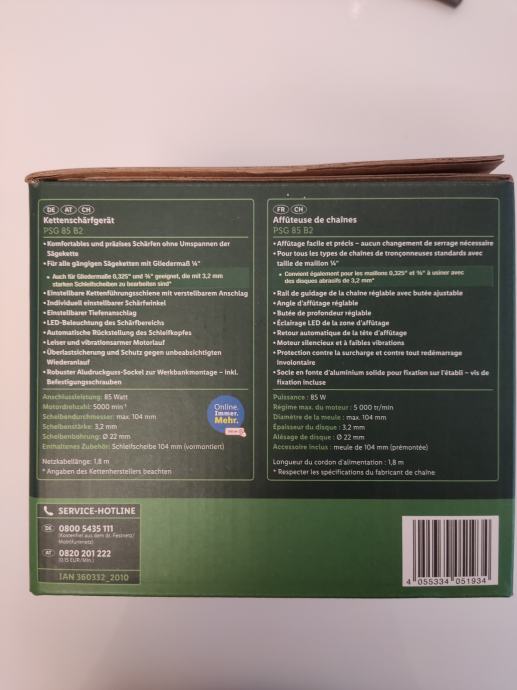 DE AT CH
Kettenschärfgerät
PSG 85 B2
• Komfortables und präzises Schärfen ohne Umspannen der
Sägekette
• Für alle gängigen Sägeketten mit Gliedermaß ¼"
• Auch für Gliedermaße 0,325" und ⅜" geeignet, die mit 3,2 mm
starken Schleifscheiben zu bearbeiten sind*
• Einstellbare Kettenführungsschiene mit verstellbarem Anschlag
• Individuell einstellbarer Schärfwinkel
• Einstellbarer Tiefenanschlag
• LED-Beleuchtung des Schärfbereichs
• Automatische Rückstellung des Schleifkopfes
• Leiser und vibrationsarmer Motorlauf
• Überlastsicherung und Schutz gegen unbeabsichtigten
Wiederanlauf
• Robuster Aludruckguss-Sockel zur Werkbankmontage – inkl.
Befestigungsschrauben
Anschlussleistung: 85 Watt
Motordrehzahl: 5000 min⁻¹
Scheibendurchmesser: max. 104 mm
Scheibenstärke: 3,2 mm
Scheibenbohrung: Ø 22 mm
Enthaltenes Zubehör: Schleifscheibe 104 mm (vormontiert)
Netzkabellänge: 1,8 m
* Angaben des Kettenherstellers beachten
Online.
Immer.
Mehr.
FR CH
Affûteuse de chaînes
PSG 85 B2
• Affûtage facile et précis – aucun changement de serrage nécessaire
• Pour tous les types de chaînes de tronçonneuses standards avec
taille de maillon ¼"
• Convient également pour les maillons 0,325" et ⅜" à usiner avec
des disques abrasifs de 3,2 mm*
• Rail de guidage de la chaîne réglable avec butée ajustable
• Angle d'affûtage réglable
• Butée de profondeur réglable
• Éclairage LED de la zone d'affûtage
• Retour automatique de la tête d'affûtage
• Moteur silencieux et à faibles vibrations
• Protection contre la surcharge et contre tout redémarrage
involontaire
• Socle en fonte d'aluminium solide pour fixation sur l'établi – vis de
fixation incluse
Puissance : 85 W
Régime max. du moteur : 5 000 tr/min
Diamètre de la meule : max. 104 mm
Épaisseur du disque : 3,2 mm
Alésage de disque : Ø 22 mm
Accessoire inclus : meule de 104 mm (prémontée)
Longueur du cordon d'alimentation : 1,8 m
* Respecter les spécifications du fabricant de chaîne
SERVICE-HOTLINE
DE 0800 5435 111
(Kostenfrei aus dem dt. Festnetz/
Mobilfunknetz)
AT 0820 201 222
(0,15 EUR/Min.)
IAN 360332_2010
4 055334 051934